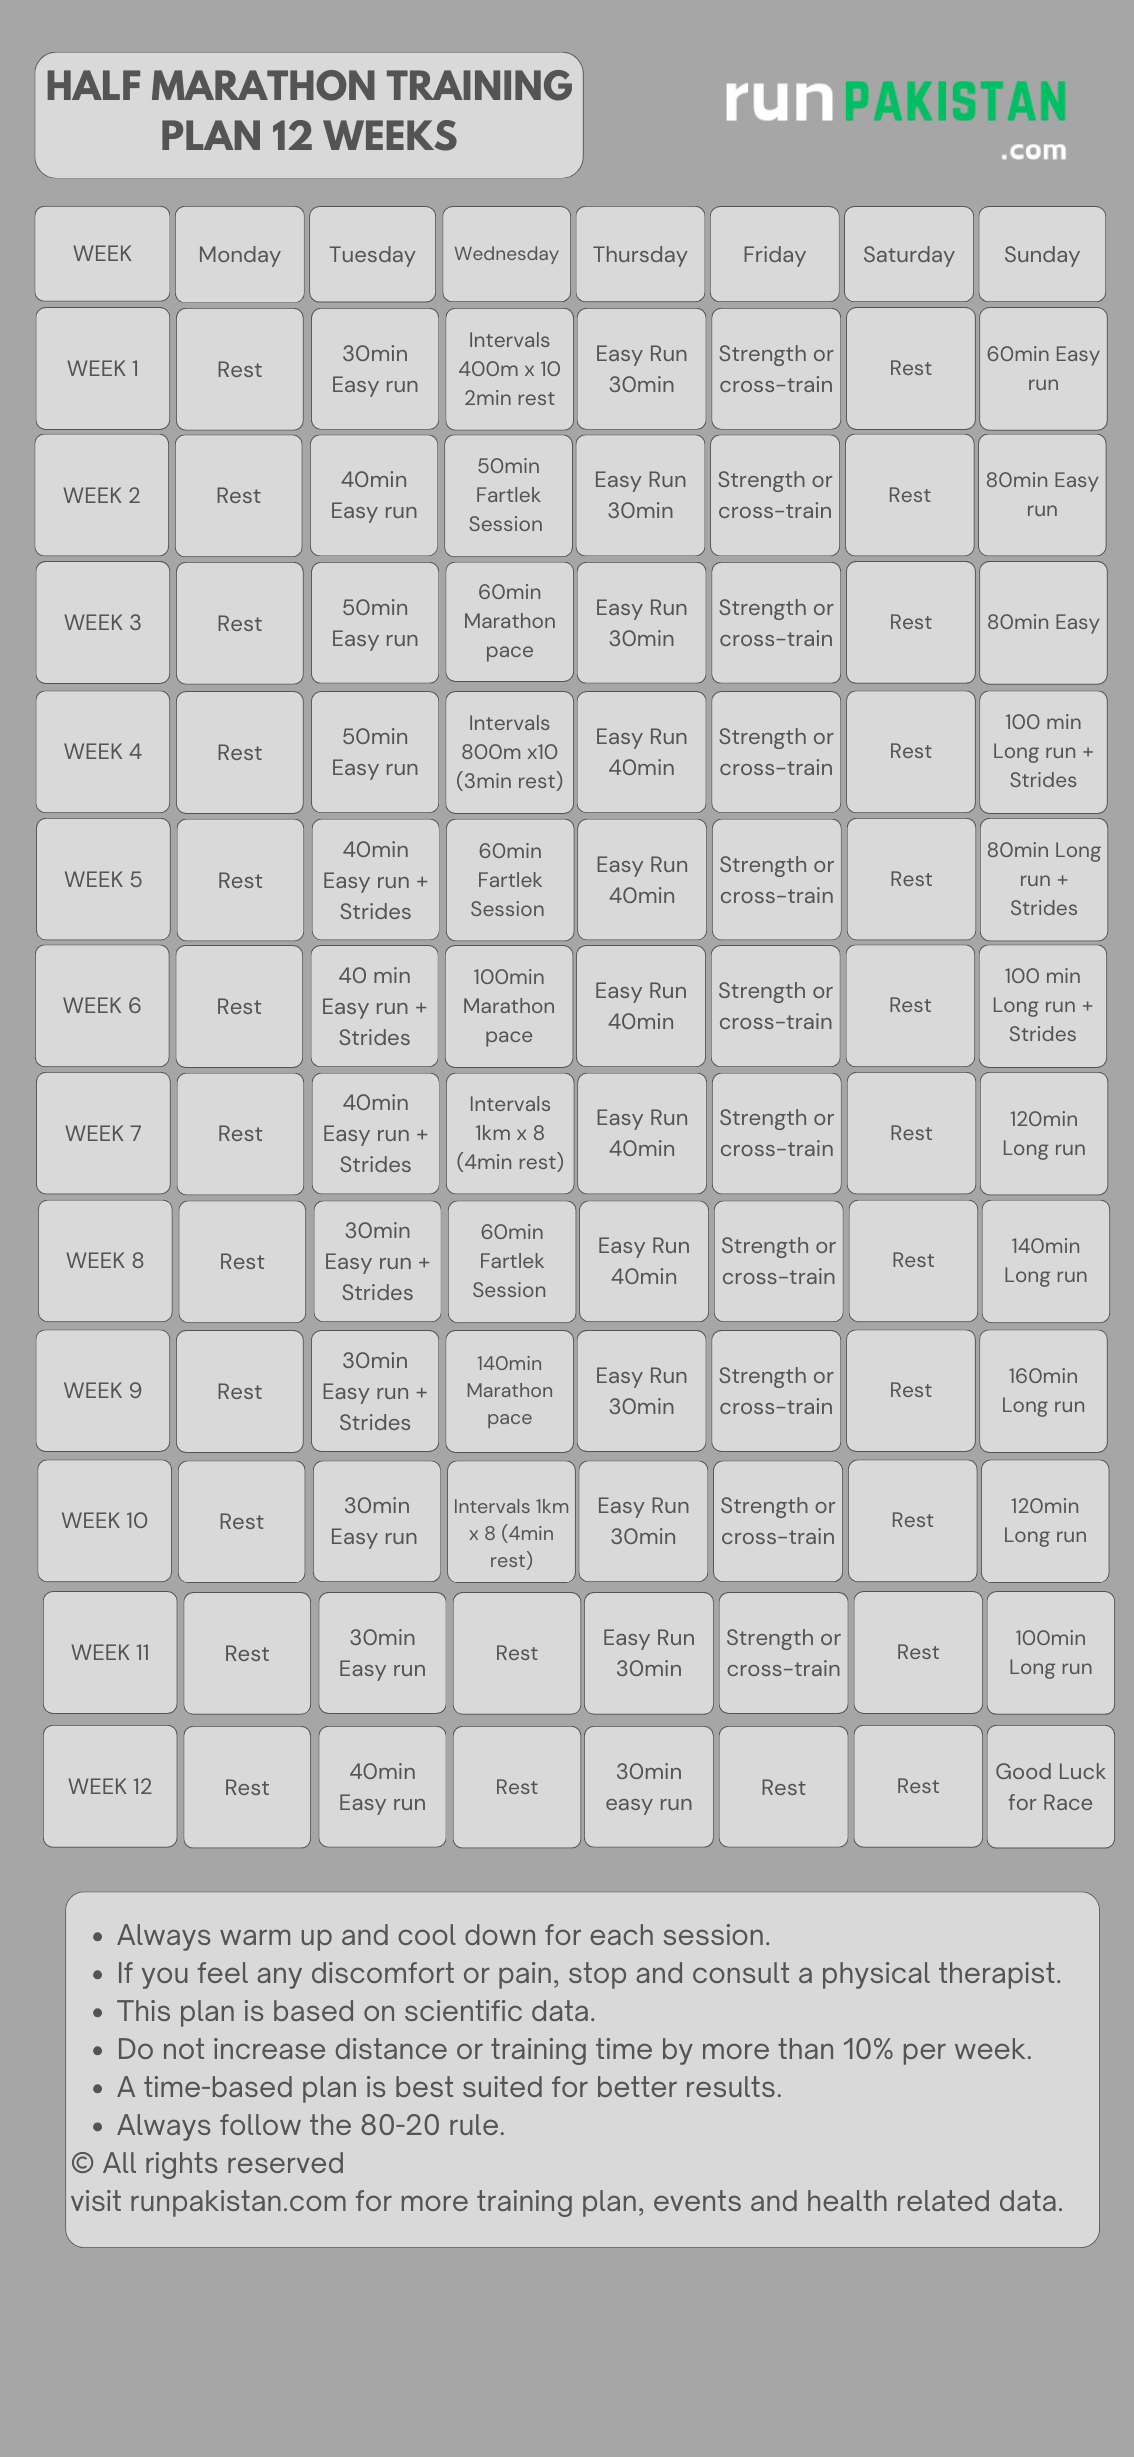 HALF MARATHON TRAINING
PLAN 12 WEEKS
run PAKISTAN
.com
WEEK Monday Tuesday Wednesday Thursday Friday Saturday Sunday
WEEK 1
Rest
30min
Easy run
Intervals
400m x 10
2min rest
Easy Run
30min
Strength or
cross-train
Rest
60min Easy
run
WEEK 2
Rest
40min
Easy run
50min
Fartlek
Session
Easy Run
30min
Strength or
cross-train
Rest
80min Easy
run
WEEK 3
Rest
50min
Easy run
60min
Marathon
pace
Easy Run
30min
Strength or
cross-train
Rest
80min Easy
WEEK 4
Rest
50min
Easy run
Intervals
800m x10
(3min rest)
Easy Run
40min
Strength or
cross-train
Rest
100 min
Long run +
Strides
WEEK 5
Rest
40min
Easy run +
Strides
60min
Fartlek
Session
Easy Run
40min
Strength or
cross-train
Rest
80min Long
run +
Strides
WEEK 6
Rest
40 min
Easy run +
Strides
100min
Marathon
pace
Easy Run
40min
Strength or
cross-train
Rest
100 min
Long run +
Strides
WEEK 7
Rest
40min
Easy run +
Strides
Intervals
1km x 8
(4min rest)
Easy Run
40min
Strength or
cross-train
Rest
120min
Long run
WEEK 8
Rest
30min
Easy run +
Strides
60min
Fartlek
Session
Easy Run
40min
Strength or
cross-train
Rest
140min
Long run
WEEK 9
Rest
30min
Easy run +
Strides
140min
Marathon
pace
Easy Run
30min
Strength or
cross-train
Rest
160min
Long run
WEEK 10
Rest
30min
Easy run
Intervals 1km
x 8 (4min
rest)
Easy Run
30min
Strength or
cross-train
Rest
120min
Long run
WEEK 11
Rest
30min
Easy run
Rest
Easy Run
30min
Strength or
cross-train
Rest
100min
Long run
WEEK 12
Rest
40min
Easy run
Rest
30min
easy run
Rest
Rest
Good Luck
for Race
• Always warm up and cool down for each session.
• If you feel any discomfort or pain, stop and consult a physical therapist.
• This plan is based on scientific data.
• Do not increase distance or training time by more than 10% per week.
• A time-based plan is best suited for better results.
• Always follow the 80-20 rule.
© All rights reserved
visit runpakistan.com for more training plan, events and health related data.